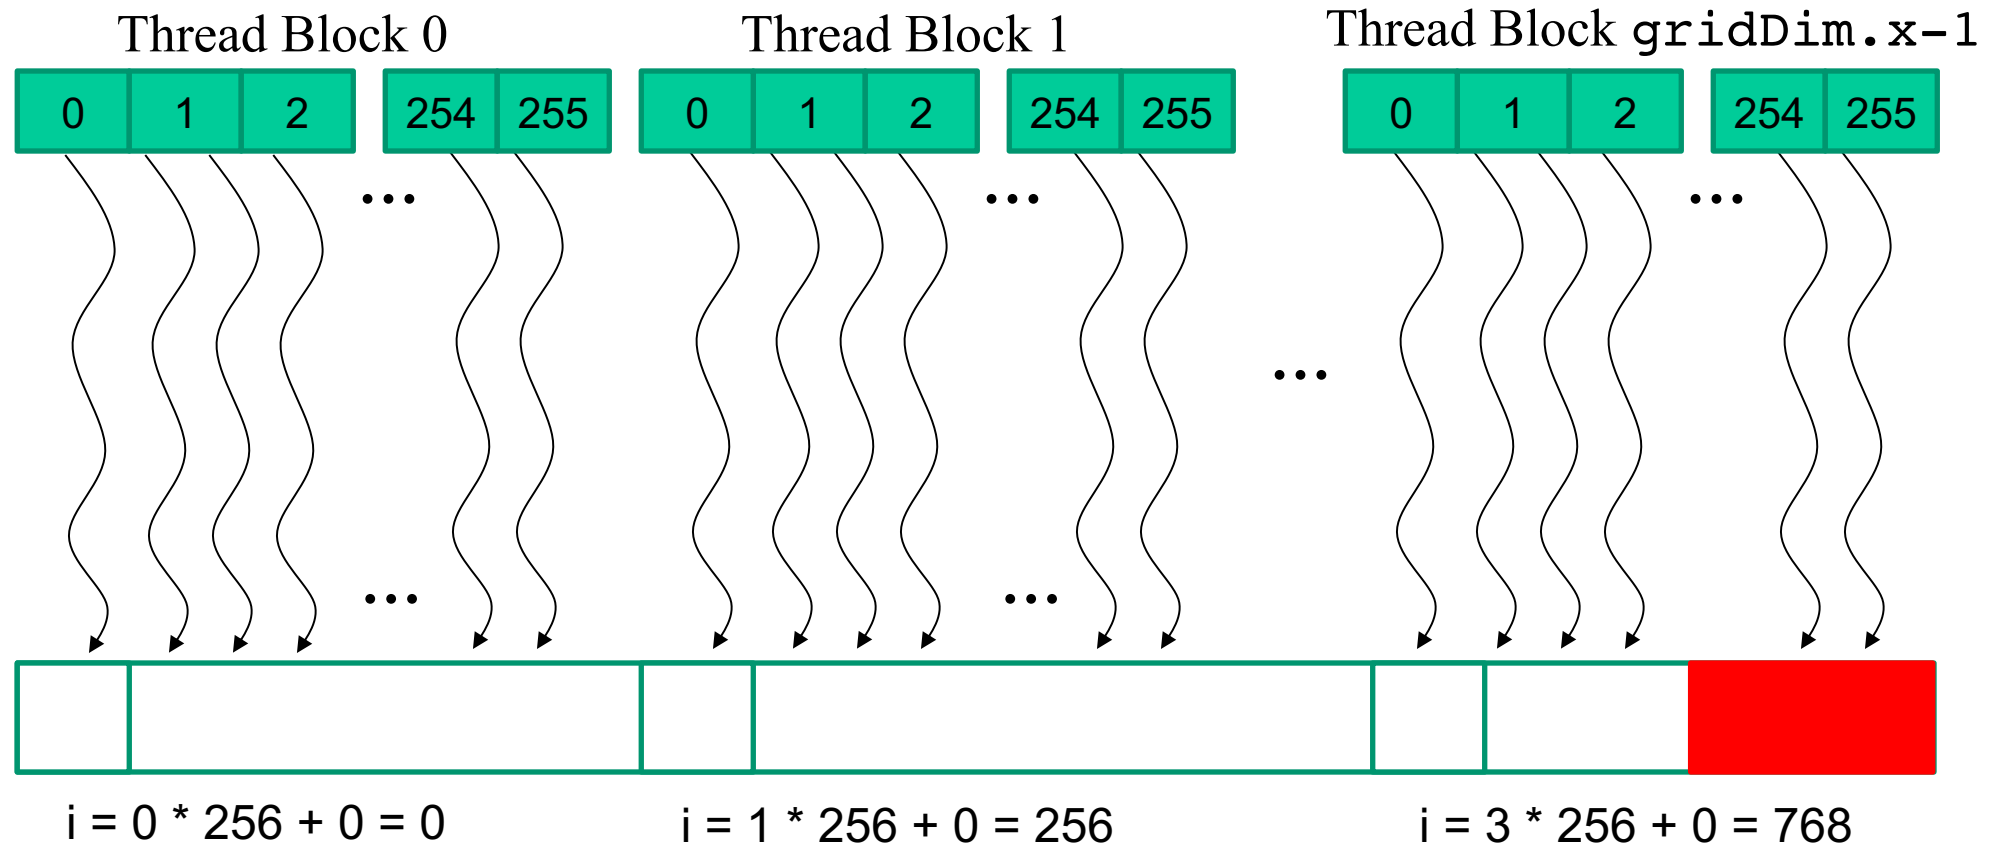 Thread Block 0 Thread Block 1 Thread Block gridDim.x-1
0 1 2 254 255 0 1 2 254 255 0 1 2 254 255
... ... ...
...
... ...
i = 0 * 256 + 0 = 0 i = 1 * 256 + 0 = 256 i = 3 * 256 + 0 = 768